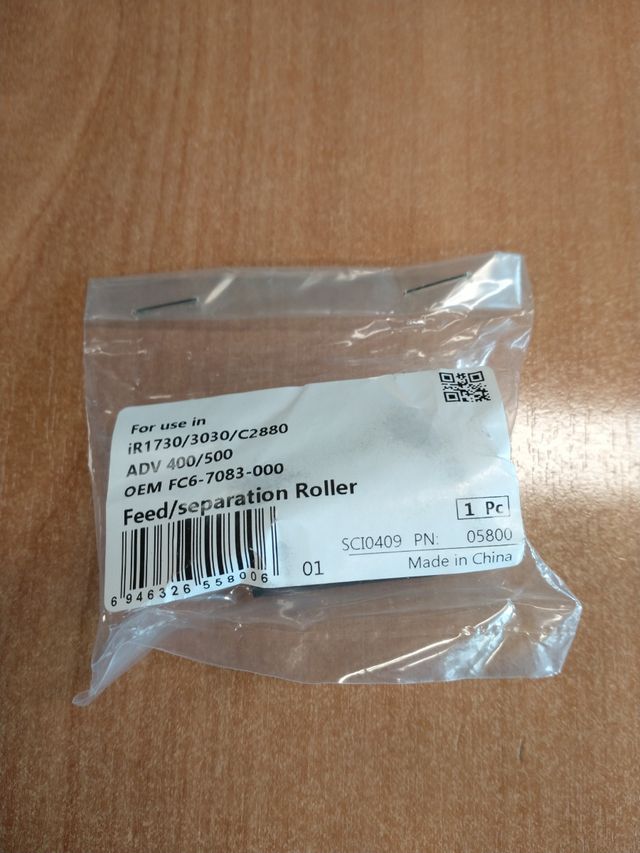 For use in
iR1730/3030/C2880
ADV 400/500
OEM FC6-7083-000
Feed/separation Roller
1 Pc
SCI0409 PN: 05800
01
Made in China
6 946326 558006